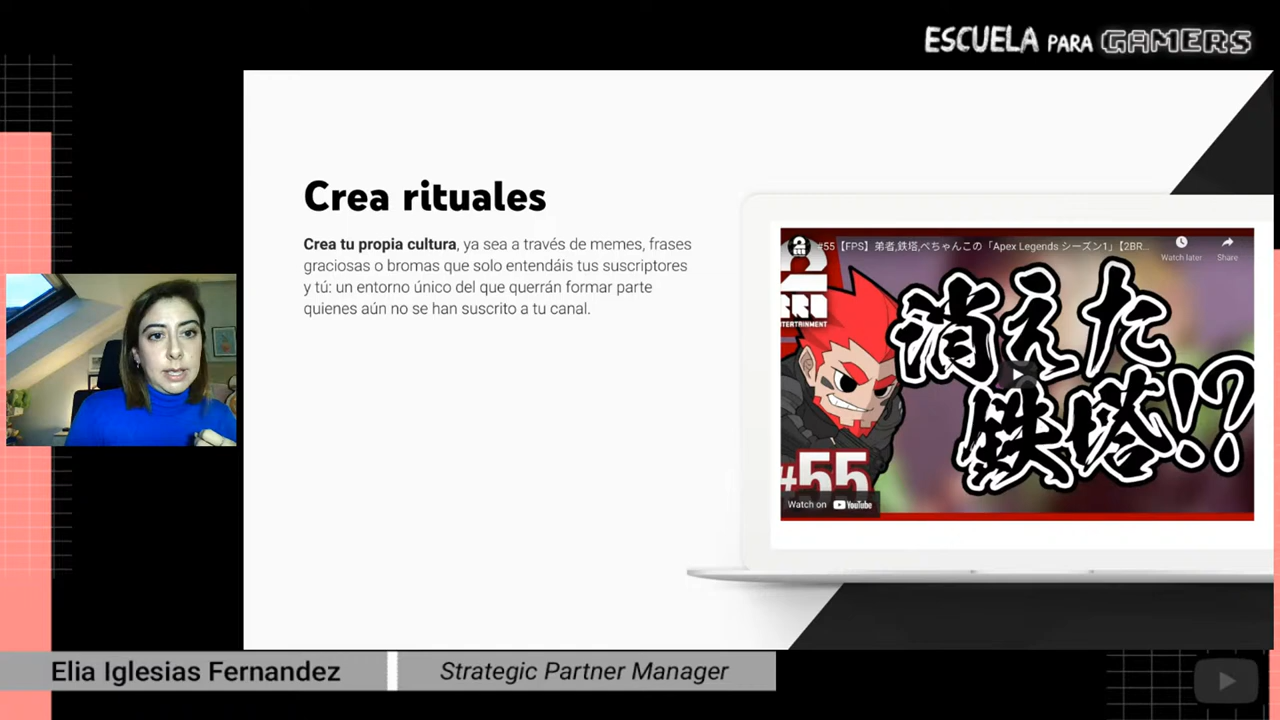 ESCUELA PARA GAMERS
Crea rituales
Crea tu propia cultura, ya sea a través de memes, frases
graciosas o bromas que solo entendáis tus suscriptores
y tú: un entorno único del que querrán formar parte
quienes aún no se han suscrito a tu canal.
#55【FPS】弟者,鉄塔,ぺちゃんこの「Apex Legends シーズン1」【2BR...
Watch later
Share
2
BRO
ENTERTRAINMENT
消えた
鉄塔!?
#55
Watch on YouTube
Elia Iglesias Fernandez
Strategic Partner Manager